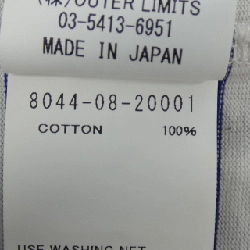 (株)OUTER LIMITS
03-5413-6951
MADE IN JAPAN
8044-08-20001
COTTON 100%
USE WASHING NET